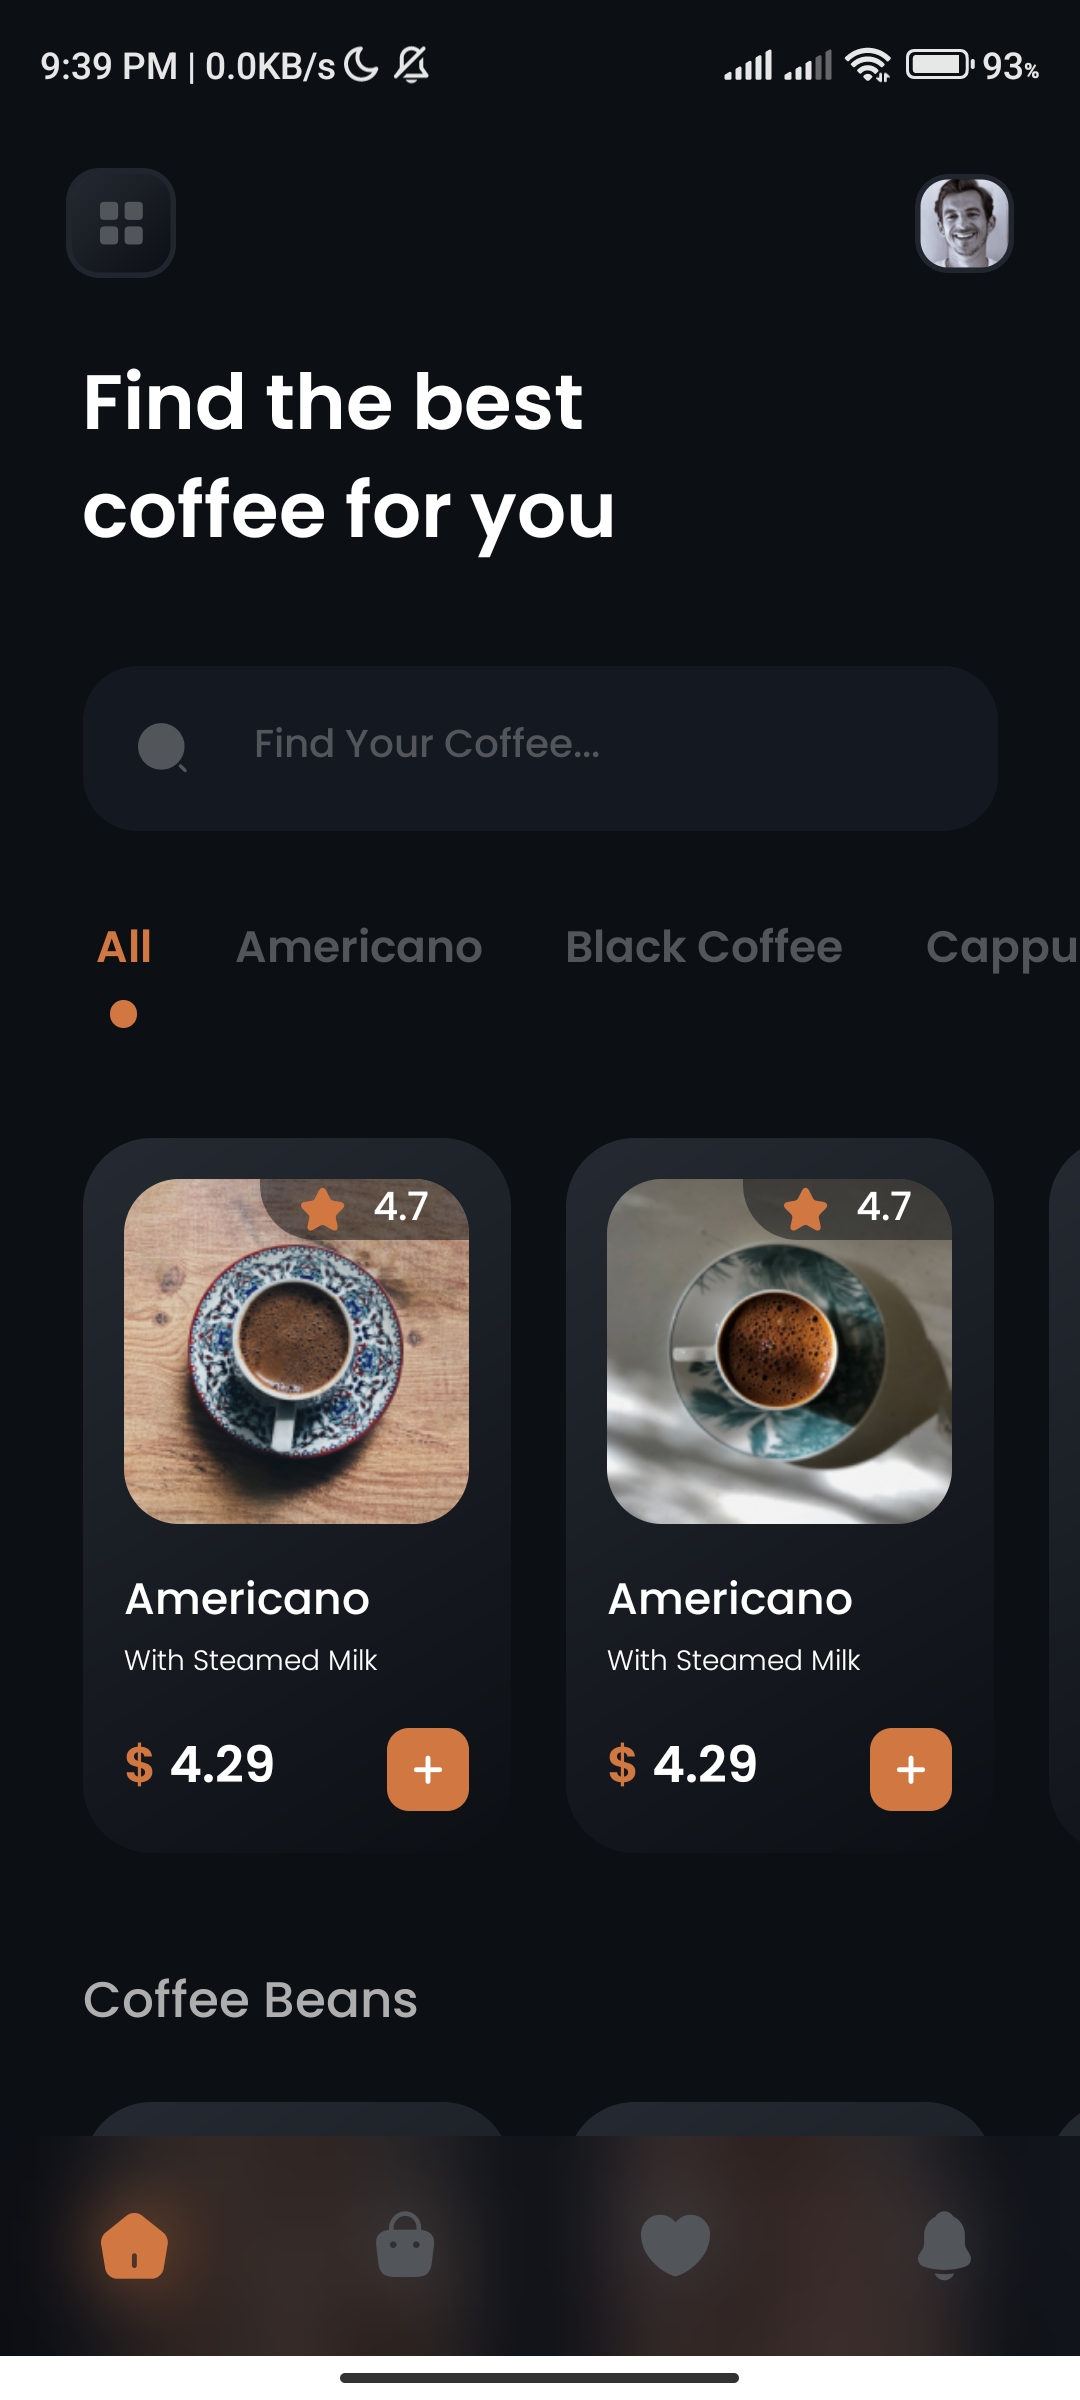 9:39 PM | 0.0KB/s 93%
Find the best
coffee for you
Find Your Coffee...
All Americano Black Coffee Cappu
4.7 4.7
Americano Americano
With Steamed Milk With Steamed Milk
$ 4.29 + $ 4.29 +
Coffee Beans